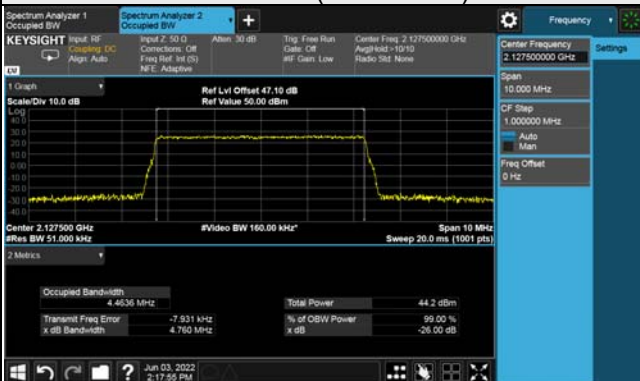 Spectrum Analyzer 1
Occupied BW
Spectrum Analyzer 2
Occupied BW
Frequency
KEYSIGHT
Input: RF
Coupling: DC
Align: Auto
Input Z: 50 Ω
Corrections: Off
Freq Ref: Int (S)
NFE: Adaptive
Atten: 30 dB
Trig: Free Run
Gate: Off
#IF Gain: Low
Center Freq: 2.127500000 GHz
Avg|Hold:>10/10
Radio Std: None
Center Frequency
2.127500000 GHz
Settings
Span
10.000 MHz
CF Step
1.000000 MHz
Auto
Man
Freq Offset
0 Hz
1 Graph
Scale/Div 10.0 dB
Ref Lvl Offset 47.10 dB
Ref Value 50.00 dBm
Log
40.0
30.0
20.0
10.0
0.00
-10.0
-20.0
-30.0
-40.0
Center 2.127500 GHz
#Res BW 51.000 kHz
#Video BW 160.00 kHz*
Span 10 MHz
Sweep 20.0 ms (1001 pts)
2 Metrics
Occupied Bandwidth
4.4636 MHz
Total Power 44.2 dBm
Transmit Freq Error -7.931 kHz
% of OBW Power 99.00 %
x dB Bandwidth 4.760 MHz
x dB -26.00 dB
Jun 03, 2022
2:17:55 PM